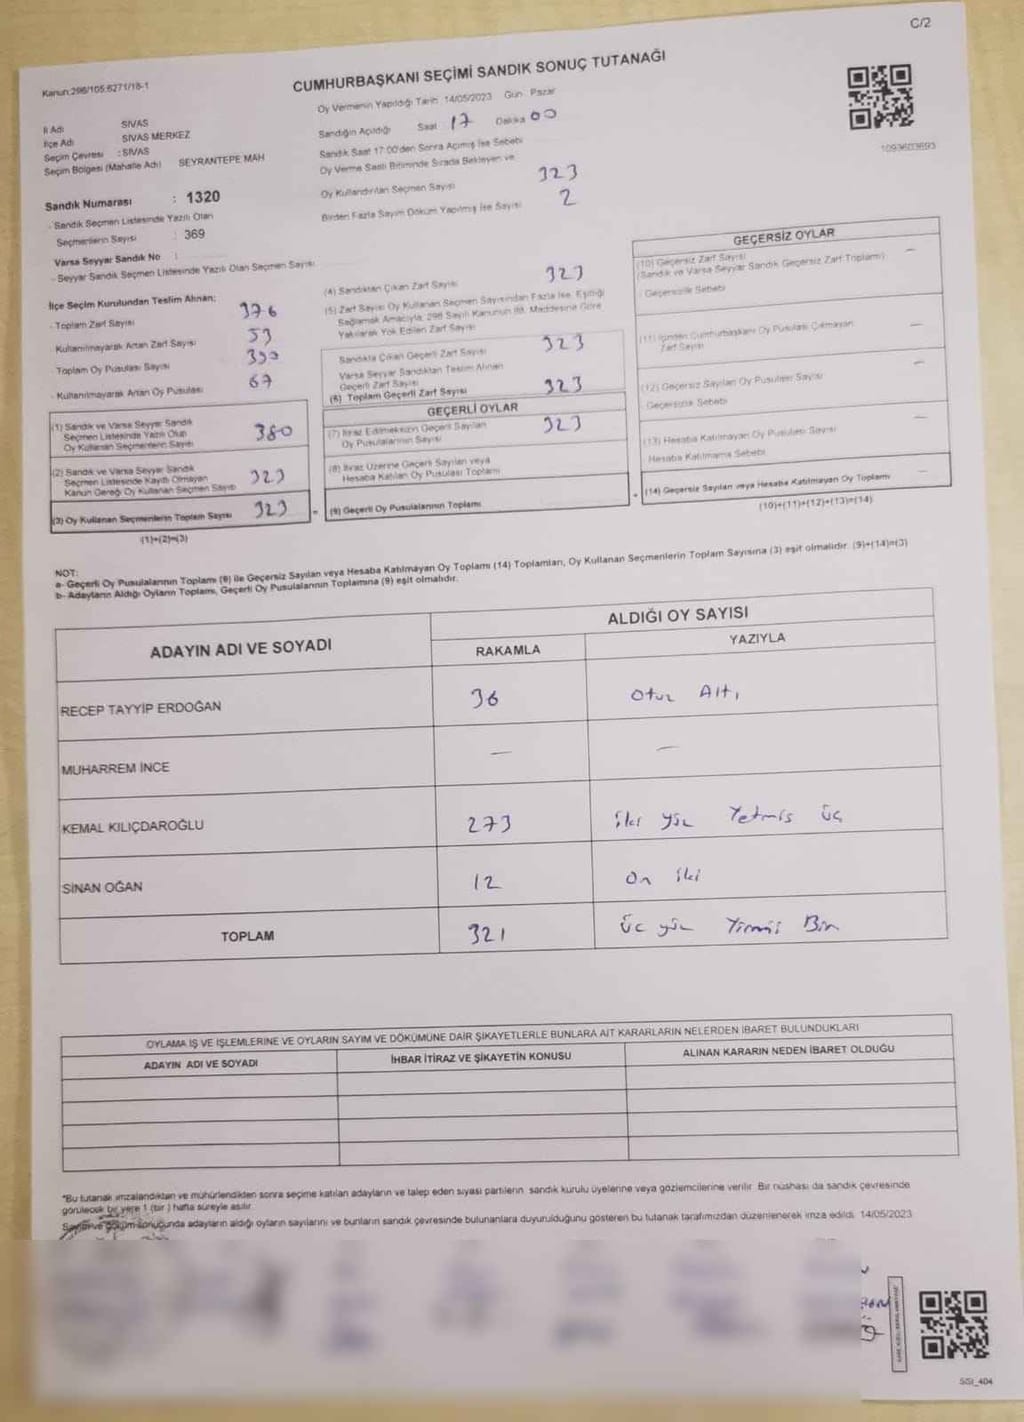 C/2
Kanun:298/105.6271/18-1
CUMHURBAŞKANI SEÇİMİ SANDIK SONUÇ TUTANAĞI
Oy Vermenin Yapıldığı Tarih: 14/05/2023 Gün: Pazar
İl Adı SİVAS
İlçe Adı SİVAS MERKEZ
Seçim Çevresi : SİVAS
Seçim Bölgesi (Mahalle Adı) SEYRANTEPE MAH
Sandığın Açıldığı Saat 17 Dakika 00
Sandık Saat 17:00'den Sonra Açılmış İse Sebebi
Oy Verme Saati Bitiminde Sırada Bekleyen ve
Oy Kullandırılan Seçmen Sayısı 323
Birden Fazla Sayım Döküm Yapılmış İse Sayısı 2
1093603693
Sandık Numarası : 1320
- Sandık Seçmen Listesinde Yazılı Olan
Seçmenlerin Sayısı : 369
Varsa Seyyar Sandık No :
- Seyyar Sandık Seçmen Listesinde Yazılı Olan Seçmen Sayısı:
İlçe Seçim Kurulundan Teslim Alınan;
- Toplam Zarf Sayısı 376
- Kullanılmayarak Artan Zarf Sayısı 53
- Toplam Oy Pusulası Sayısı 390
- Kullanılmayarak Artan Oy Pusulası 67
(1) Sandık ve Varsa Seyyar Sandık
Seçmen Listesinde Yazılı Olup
Oy Kullanan Seçmenlerin Sayısı 380
(2) Sandık ve Varsa Seyyar Sandık
Seçmen Listesinde Kayıtlı Olmayan
Kanun Gereği Oy Kullanan Seçmen Sayısı 323
(3) Oy Kullanan Seçmenlerin Toplam Sayısı 323
(1)+(2)=(3)
(4) Sandıktan Çıkan Zarf Sayısı 323
(5) Zarf Sayısı Oy Kullanan Seçmen Sayısından Fazla İse, Eşitliği
Sağlamak Amacıyla, 298 Sayılı Kanunun 98. Maddesine Göre
Yakılarak Yok Edilen Zarf Sayısı
Sandıkta Çıkan Geçerli Zarf Sayısı 323
Varsa Seyyar Sandıktan Teslim Alınan
Geçerli Zarf Sayısı
(6) Toplam Geçerli Zarf Sayısı 323
GEÇERLİ OYLAR
(7) İtiraz Edilmeksizin Geçerli Sayılan
Oy Pusulalarının Sayısı 323
(8) İtiraz Üzerine Geçerli Sayılan veya
Hesaba Katılan Oy Pusulası Toplamı
= (9) Geçerli Oy Pusulalarının Toplamı
GEÇERSİZ OYLAR
(10) Geçersiz Zarf Sayısı —
(Sandık ve Varsa Seyyar Sandık Geçersiz Zarf Toplamı)
Geçersizlik Sebebi
(11) İçinden Cumhurbaşkanı Oy Pusulası Çıkmayan
Zarf Sayısı —
(12) Geçersiz Sayılan Oy Pusulası Sayısı —
Geçersizlik Sebebi
(13) Hesaba Katılmayan Oy Pusulası Sayısı —
Hesaba Katılmama Sebebi
+ (14) Geçersiz Sayılan veya Hesaba Katılmayan Oy Toplamı —
(10)+(11)+(12)+(13)=(14)
NOT:
a- Geçerli Oy Pusulalarının Toplamı (9) ile Geçersiz Sayılan veya Hesaba Katılmayan Oy Toplamı (14) Toplamları, Oy Kullanan Seçmenlerin Toplam Sayısına (3) eşit olmalıdır. (9)+(14)=(3)
b- Adayların Aldığı Oyların Toplamı, Geçerli Oy Pusulalarının Toplamına (9) eşit olmalıdır.
ADAYIN ADI VE SOYADI ALDIĞI OY SAYISI
RAKAMLA YAZIYLA
RECEP TAYYİP ERDOĞAN 36 Otuz Altı
MUHARREM İNCE — —
KEMAL KILIÇDAROĞLU 273 iki yüz Yetmis üç
SİNAN OĞAN 12 On iki
TOPLAM 321 üç yüz Yirmi Bir
OYLAMA İŞ VE İŞLEMLERİNE VE OYLARIN SAYIM VE DÖKÜMÜNE DAİR ŞİKAYETLERLE BUNLARA AİT KARARLARIN NELERDEN İBARET BULUNDUKLARI
ADAYIN ADI VE SOYADI İHBAR İTİRAZ VE ŞİKAYETİN KONUSU ALINAN KARARIN NEDEN İBARET OLDUĞU
*Bu tutanak imzalandıktan ve mühürlendikten sonra seçime katılan adayların ve talep eden siyasi partilerin, sandık kurulu üyelerine veya gözlemcilerine verilir. Bir nüshası da sandık çevresinde
görülecek bir yere 1 (bir) hafta süreyle asılır.
Sayım ve döküm sonucunda adayların aldığı oyların sayılarını ve bunların sandık çevresinde bulunanlara duyurulduğunu gösteren bu tutanak tarafımızdan düzenlenerek imza edildi. 14/05/2023
SİSİ_404